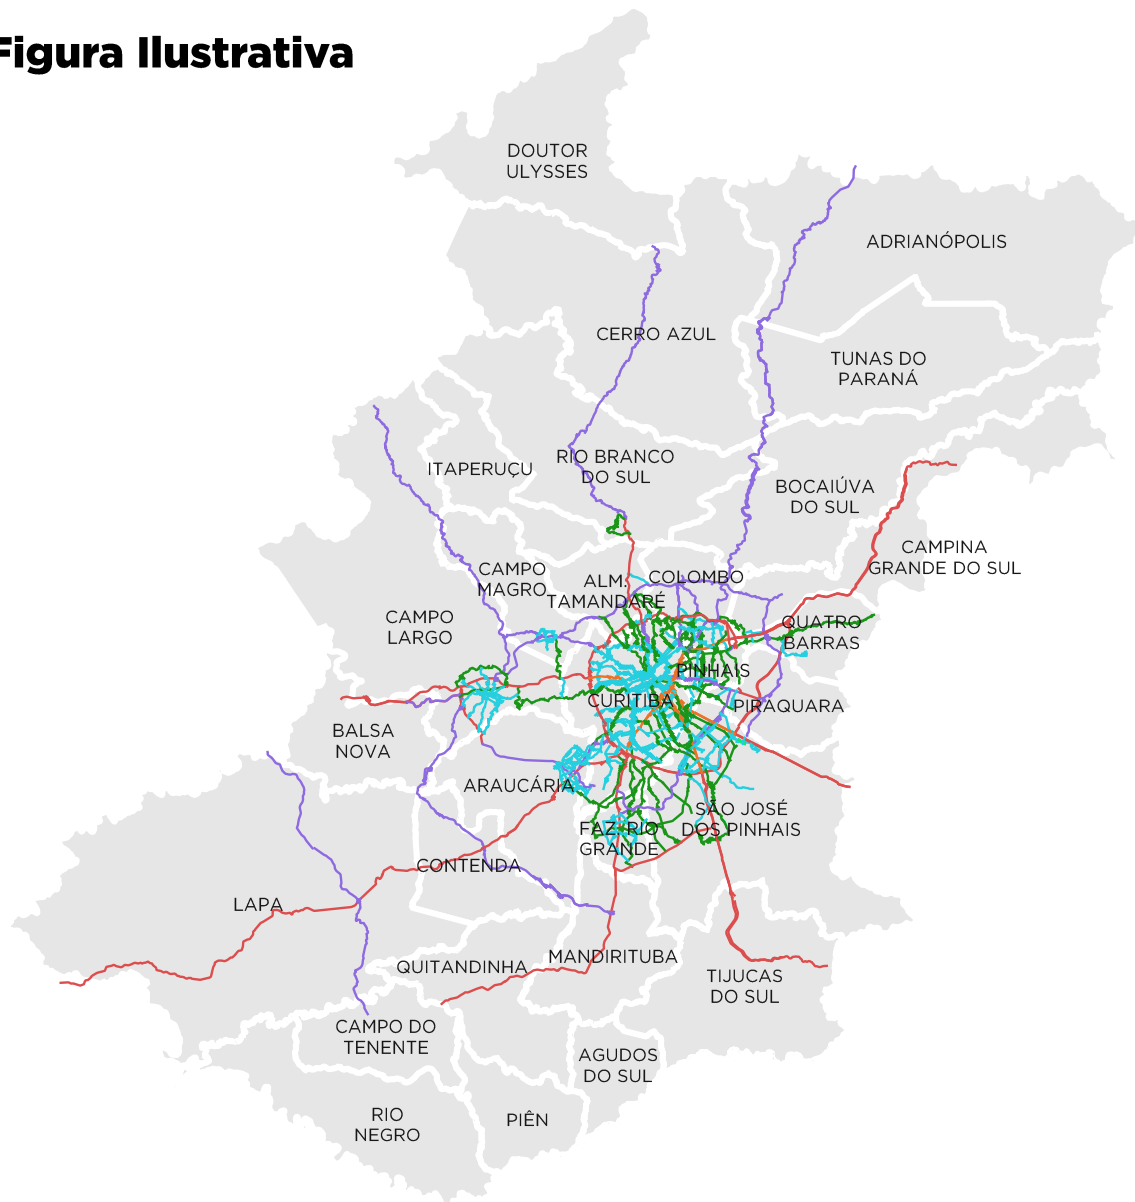 Figura Ilustrativa
DOUTOR
ULYSSES
ADRIANÓPOLIS
CERRO AZUL
TUNAS DO
PARANÁ
ITAPERUÇU
RIO BRANCO
DO SUL
BOCAIÚVA
DO SUL
CAMPINA
GRANDE DO SUL
CAMPO
MAGRO
ALM.
TAMANDARÉ
COLOMBO
CAMPO
LARGO
QUATRO
BARRAS
PINHAIS
CURITIBA
PIRAQUARA
BALSA
NOVA
ARAUCÁRIA
SÃO JOSÉ
DOS PINHAIS
FAZ. RIO
GRANDE
CONTENDA
LAPA
QUITANDINHA
MANDIRITUBA
TIJUCAS
DO SUL
CAMPO DO
TENENTE
AGUDOS
DO SUL
RIO
NEGRO
PIÊN